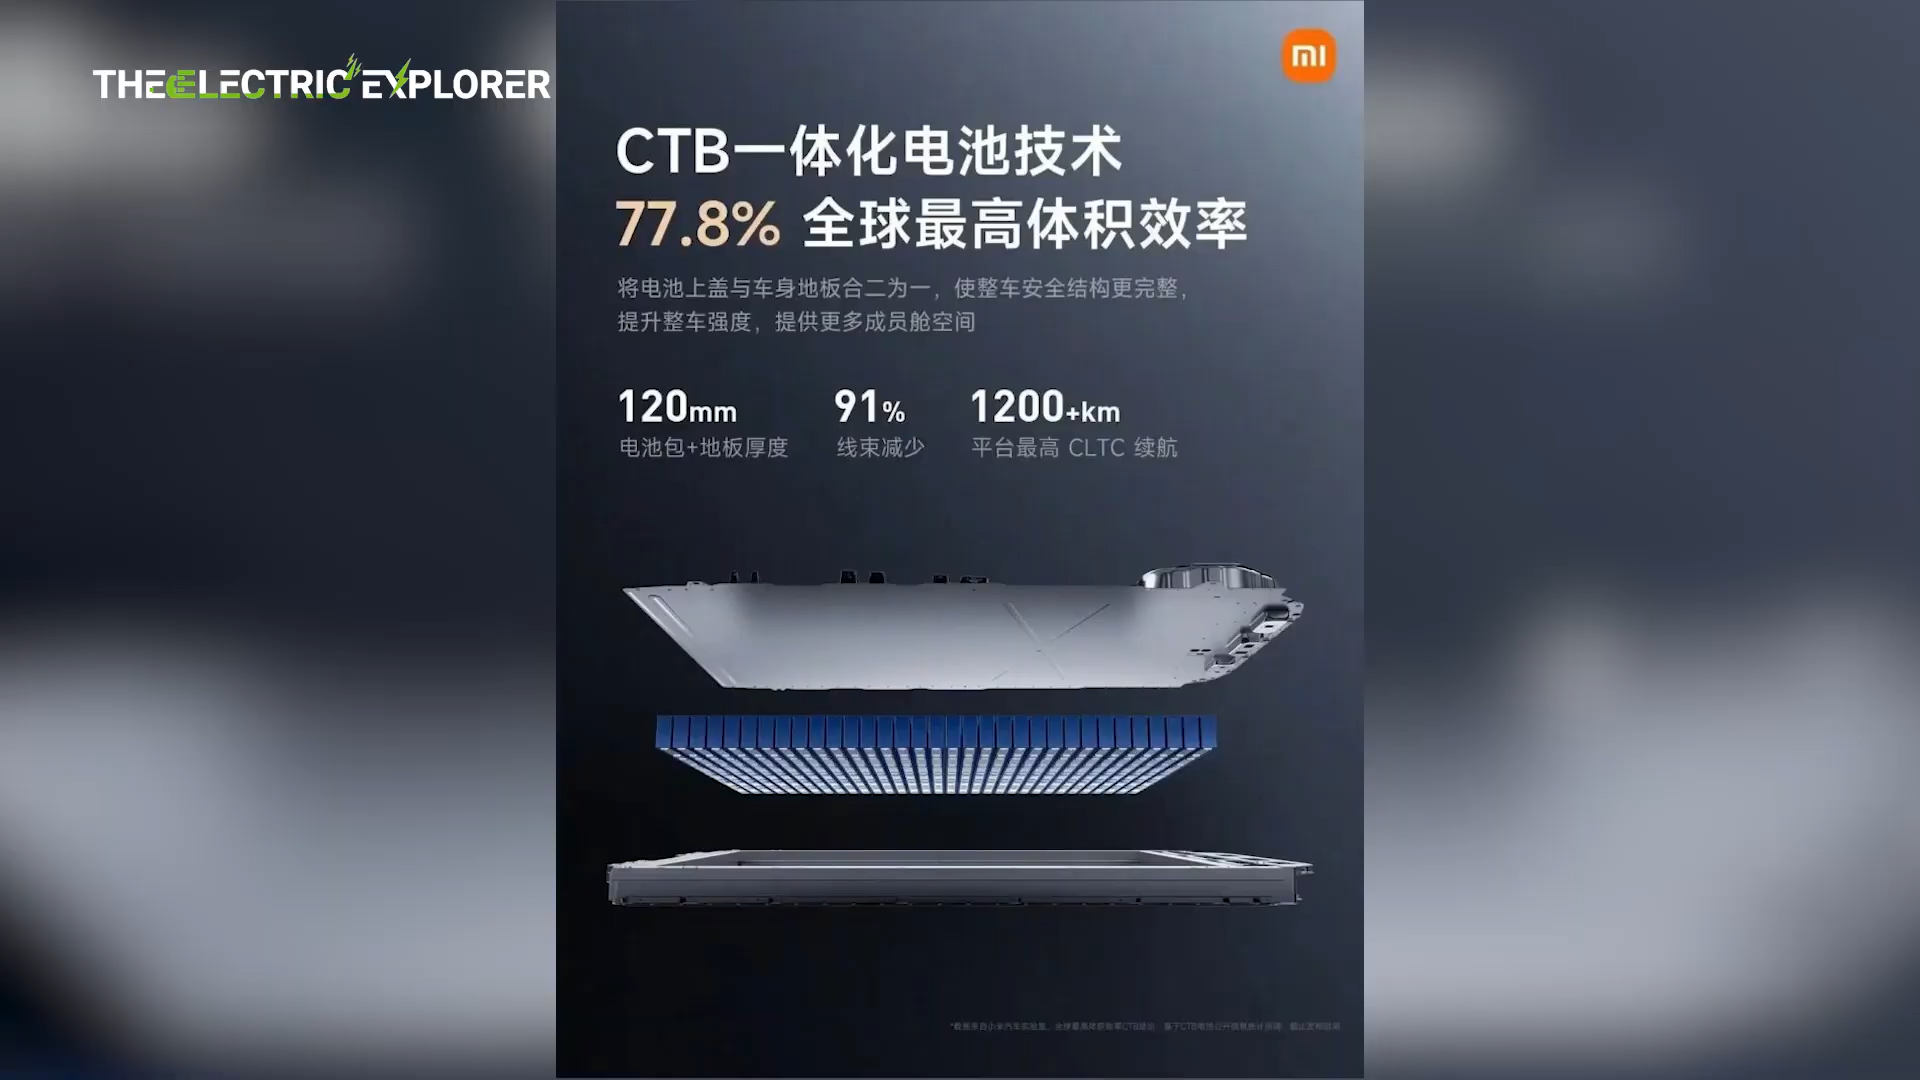 THE ELECTRIC EXPLORER
CTB一体化电池技术
77.8% 全球最高体积效率
将电池上盖与车身地板合二为一，使整车安全结构更完整，
提升整车强度，提供更多成员舱空间
120mm 91% 1200+km
电池包+地板厚度 线束减少 平台最高 CLTC 续航